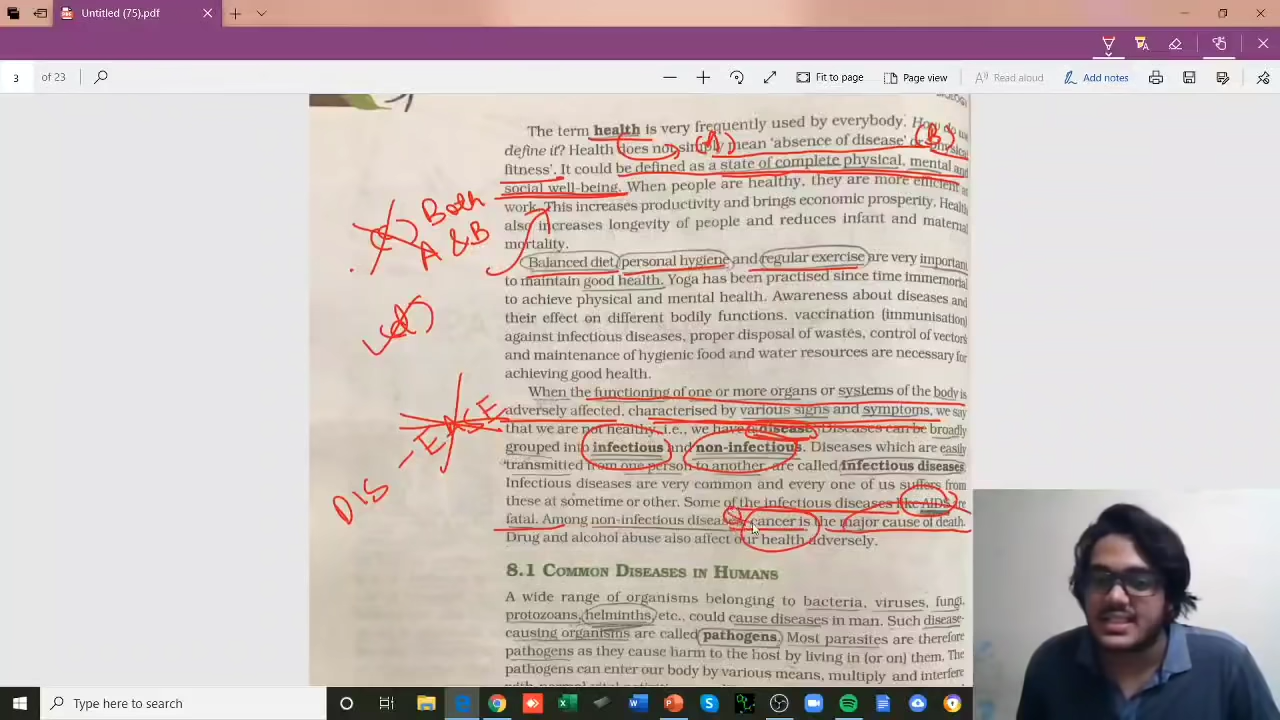 Untitled (75).pdf
3 of 23
Fit to page
Page view
Read aloud
Add notes
The term health is very frequently used by everybody. How do we
define it? Health does not simply mean 'absence of disease' or physical
fitness'. It could be defined as a state of complete physical, mental and
social well-being. When people are healthy, they are more efficient at
work. This increases productivity and brings economic prosperity. Health
also increases longevity of people and reduces infant and maternal
mortality.
Balanced diet, personal hygiene and regular exercise are very important
to maintain good health. Yoga has been practised since time immemorial
to achieve physical and mental health. Awareness about diseases and
their effect on different bodily functions, vaccination (immunisation)
against infectious diseases, proper disposal of wastes, control of vectors
and maintenance of hygienic food and water resources are necessary for
achieving good health.
When the functioning of one or more organs or systems of the body is
adversely affected, characterised by various signs and symptoms, we say
that we are not healthy, i.e., we have a disease. Diseases can be broadly
grouped into infectious and non-infectious. Diseases which are easily
transmitted from one person to another, are called infectious diseases.
Infectious diseases are very common and every one of us suffers from
these at sometime or other. Some of the infectious diseases like AIDS are
fatal. Among non-infectious diseases, cancer is the major cause of death.
Drug and alcohol abuse also affect our health adversely.
8.1 COMMON DISEASES IN HUMANS
A wide range of organisms belonging to bacteria, viruses, fungi,
protozoans, helminths, etc., could cause diseases in man. Such disease-
causing organisms are called pathogens. Most parasites are therefore
pathogens as they cause harm to the host by living in (or on) them. The
pathogens can enter our body by various means, multiply and interfere
(A)
(B)
Both
A & B
DIS-EASE
Type here to search